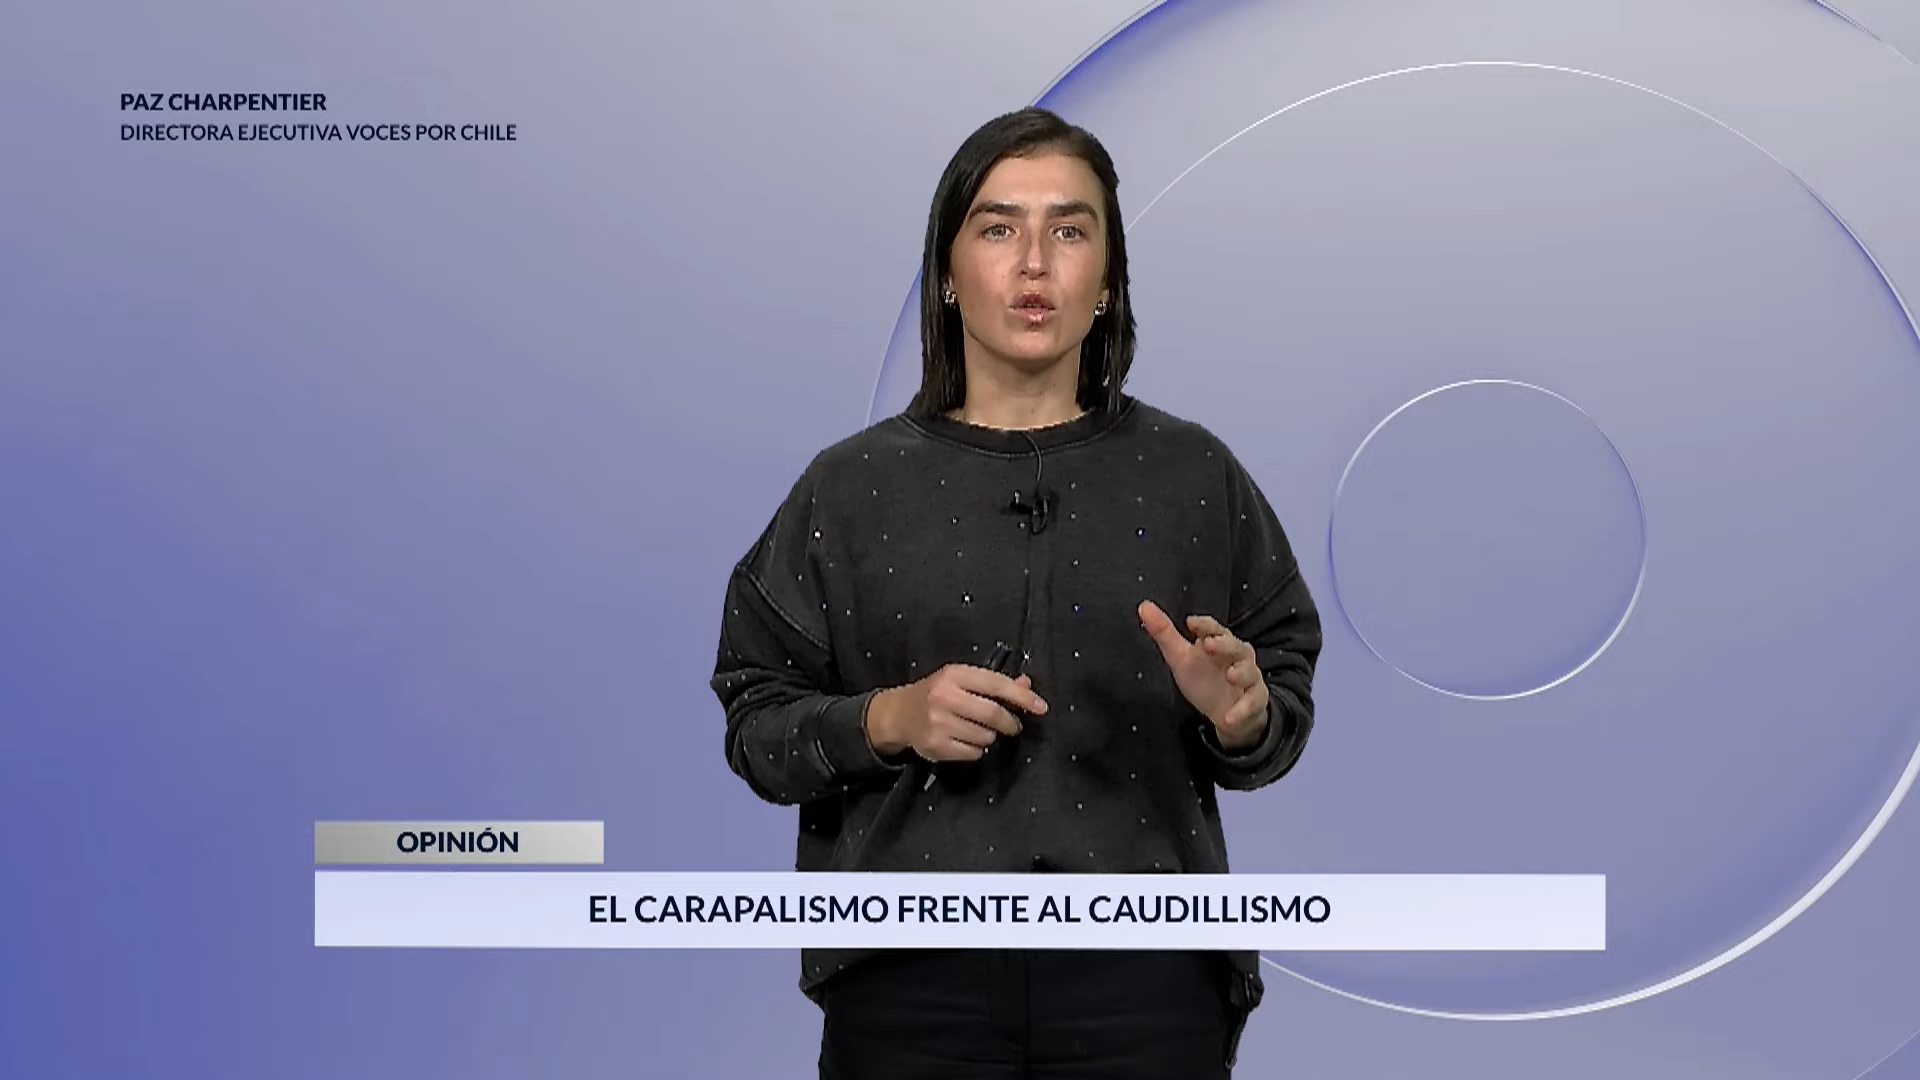 PAZ CHARPENTIER
DIRECTORA EJECUTIVA VOCES POR CHILE
OPINIÓN
EL CARAPALISMO FRENTE AL CAUDILLISMO